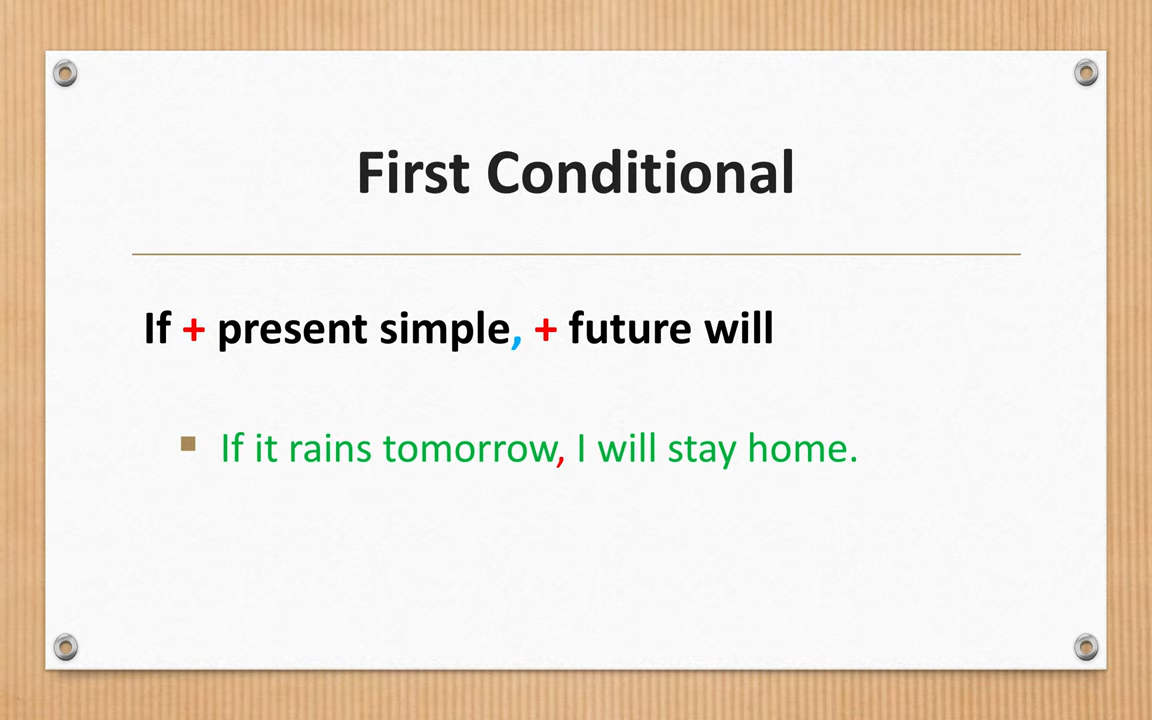 First Conditional
If + present simple, + future will
If it rains tomorrow, I will stay home.